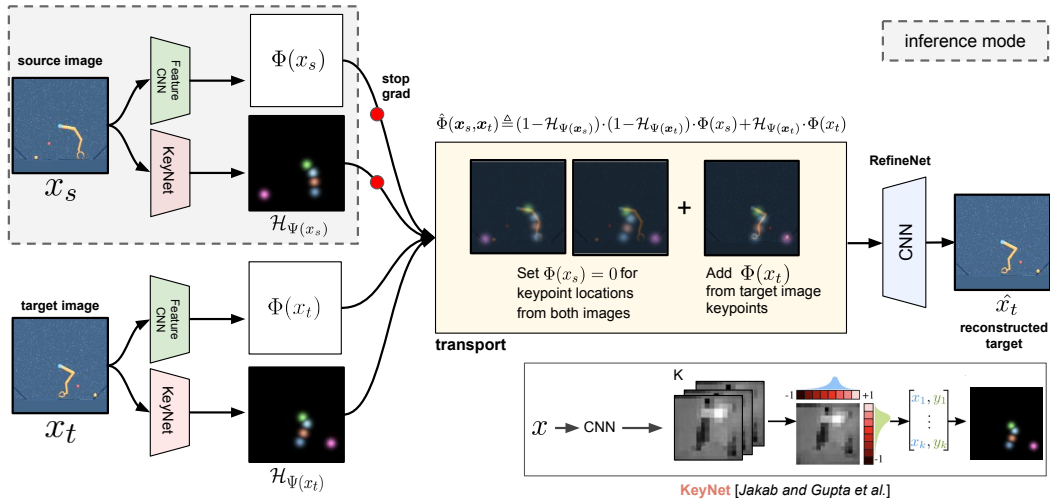 source image
Feature CNN
Φ(x_s)
stop grad
inference mode
KeyNet
x_s
H_Ψ(x_s)
Φ̂(x_s,x_t)≜(1−H_Ψ(x_s))·(1−H_Ψ(x_t))·Φ(x_s)+H_Ψ(x_t)·Φ(x_t)
RefineNet
+
CNN
Set Φ(x_s) = 0 for
keypoint locations
from both images
Add Φ(x_t)
from target image
keypoints
x̂_t
reconstructed
target
transport
target image
Feature CNN
Φ(x_t)
KeyNet
x_t
H_Ψ(x_t)
K
-1
+1
x
CNN
+1
-1
x_1, y_1
⋮
x_k, y_k
KeyNet [Jakab and Gupta et al.]